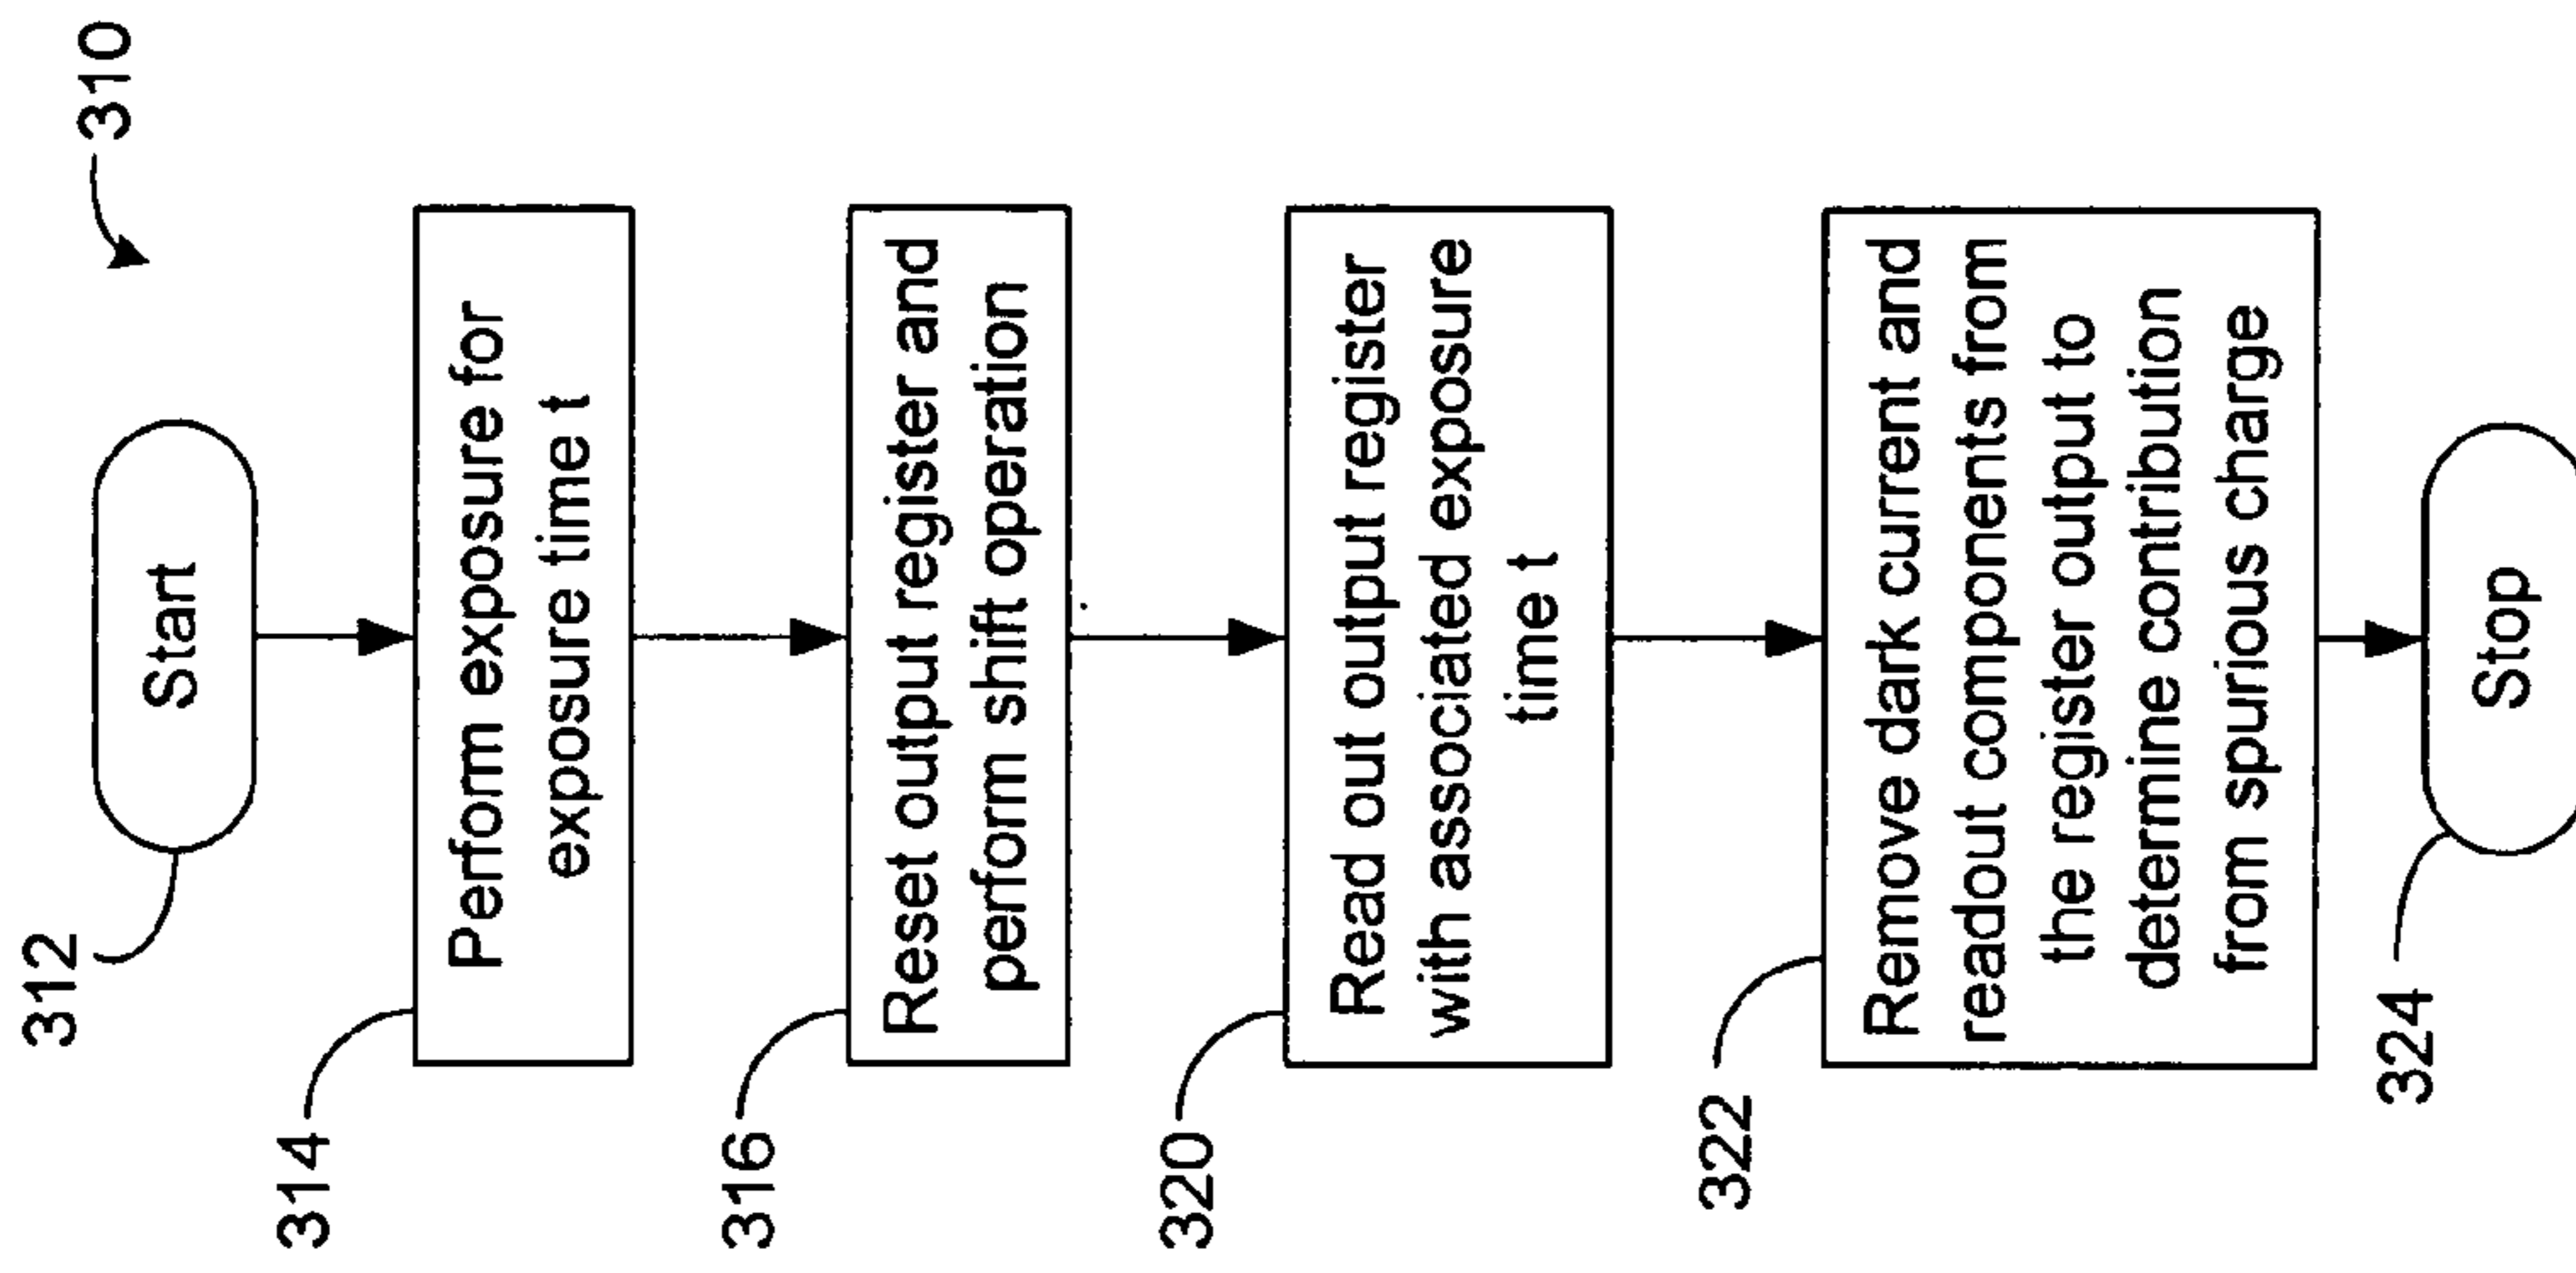 310
312
Start
314
Perform exposure for
exposure time t
316
Reset output register and
perform shift operation
320
Read out output register
with associated exposure
time t
322
Remove dark current and
readout components from
the register output to
determine contribution
from spurious charge
324
Stop